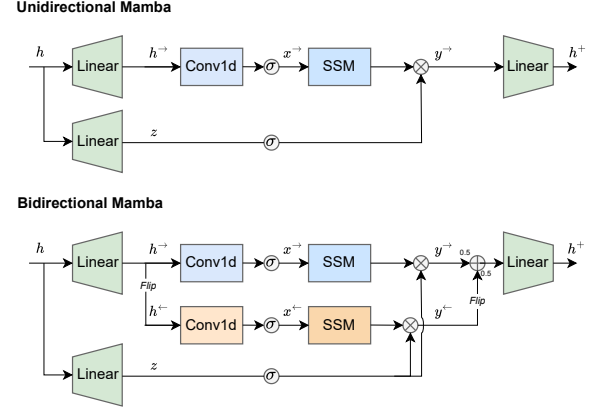 Unidirectional Mamba
h Linear h→ Conv1d σ x→ SSM y→ Linear h+
Linear z σ
Bidirectional Mamba
h Linear h→ Conv1d σ x→ SSM y→ 0.5 Linear h+
0.5
Flip Flip
h← Conv1d σ x← SSM y←
Linear z σ